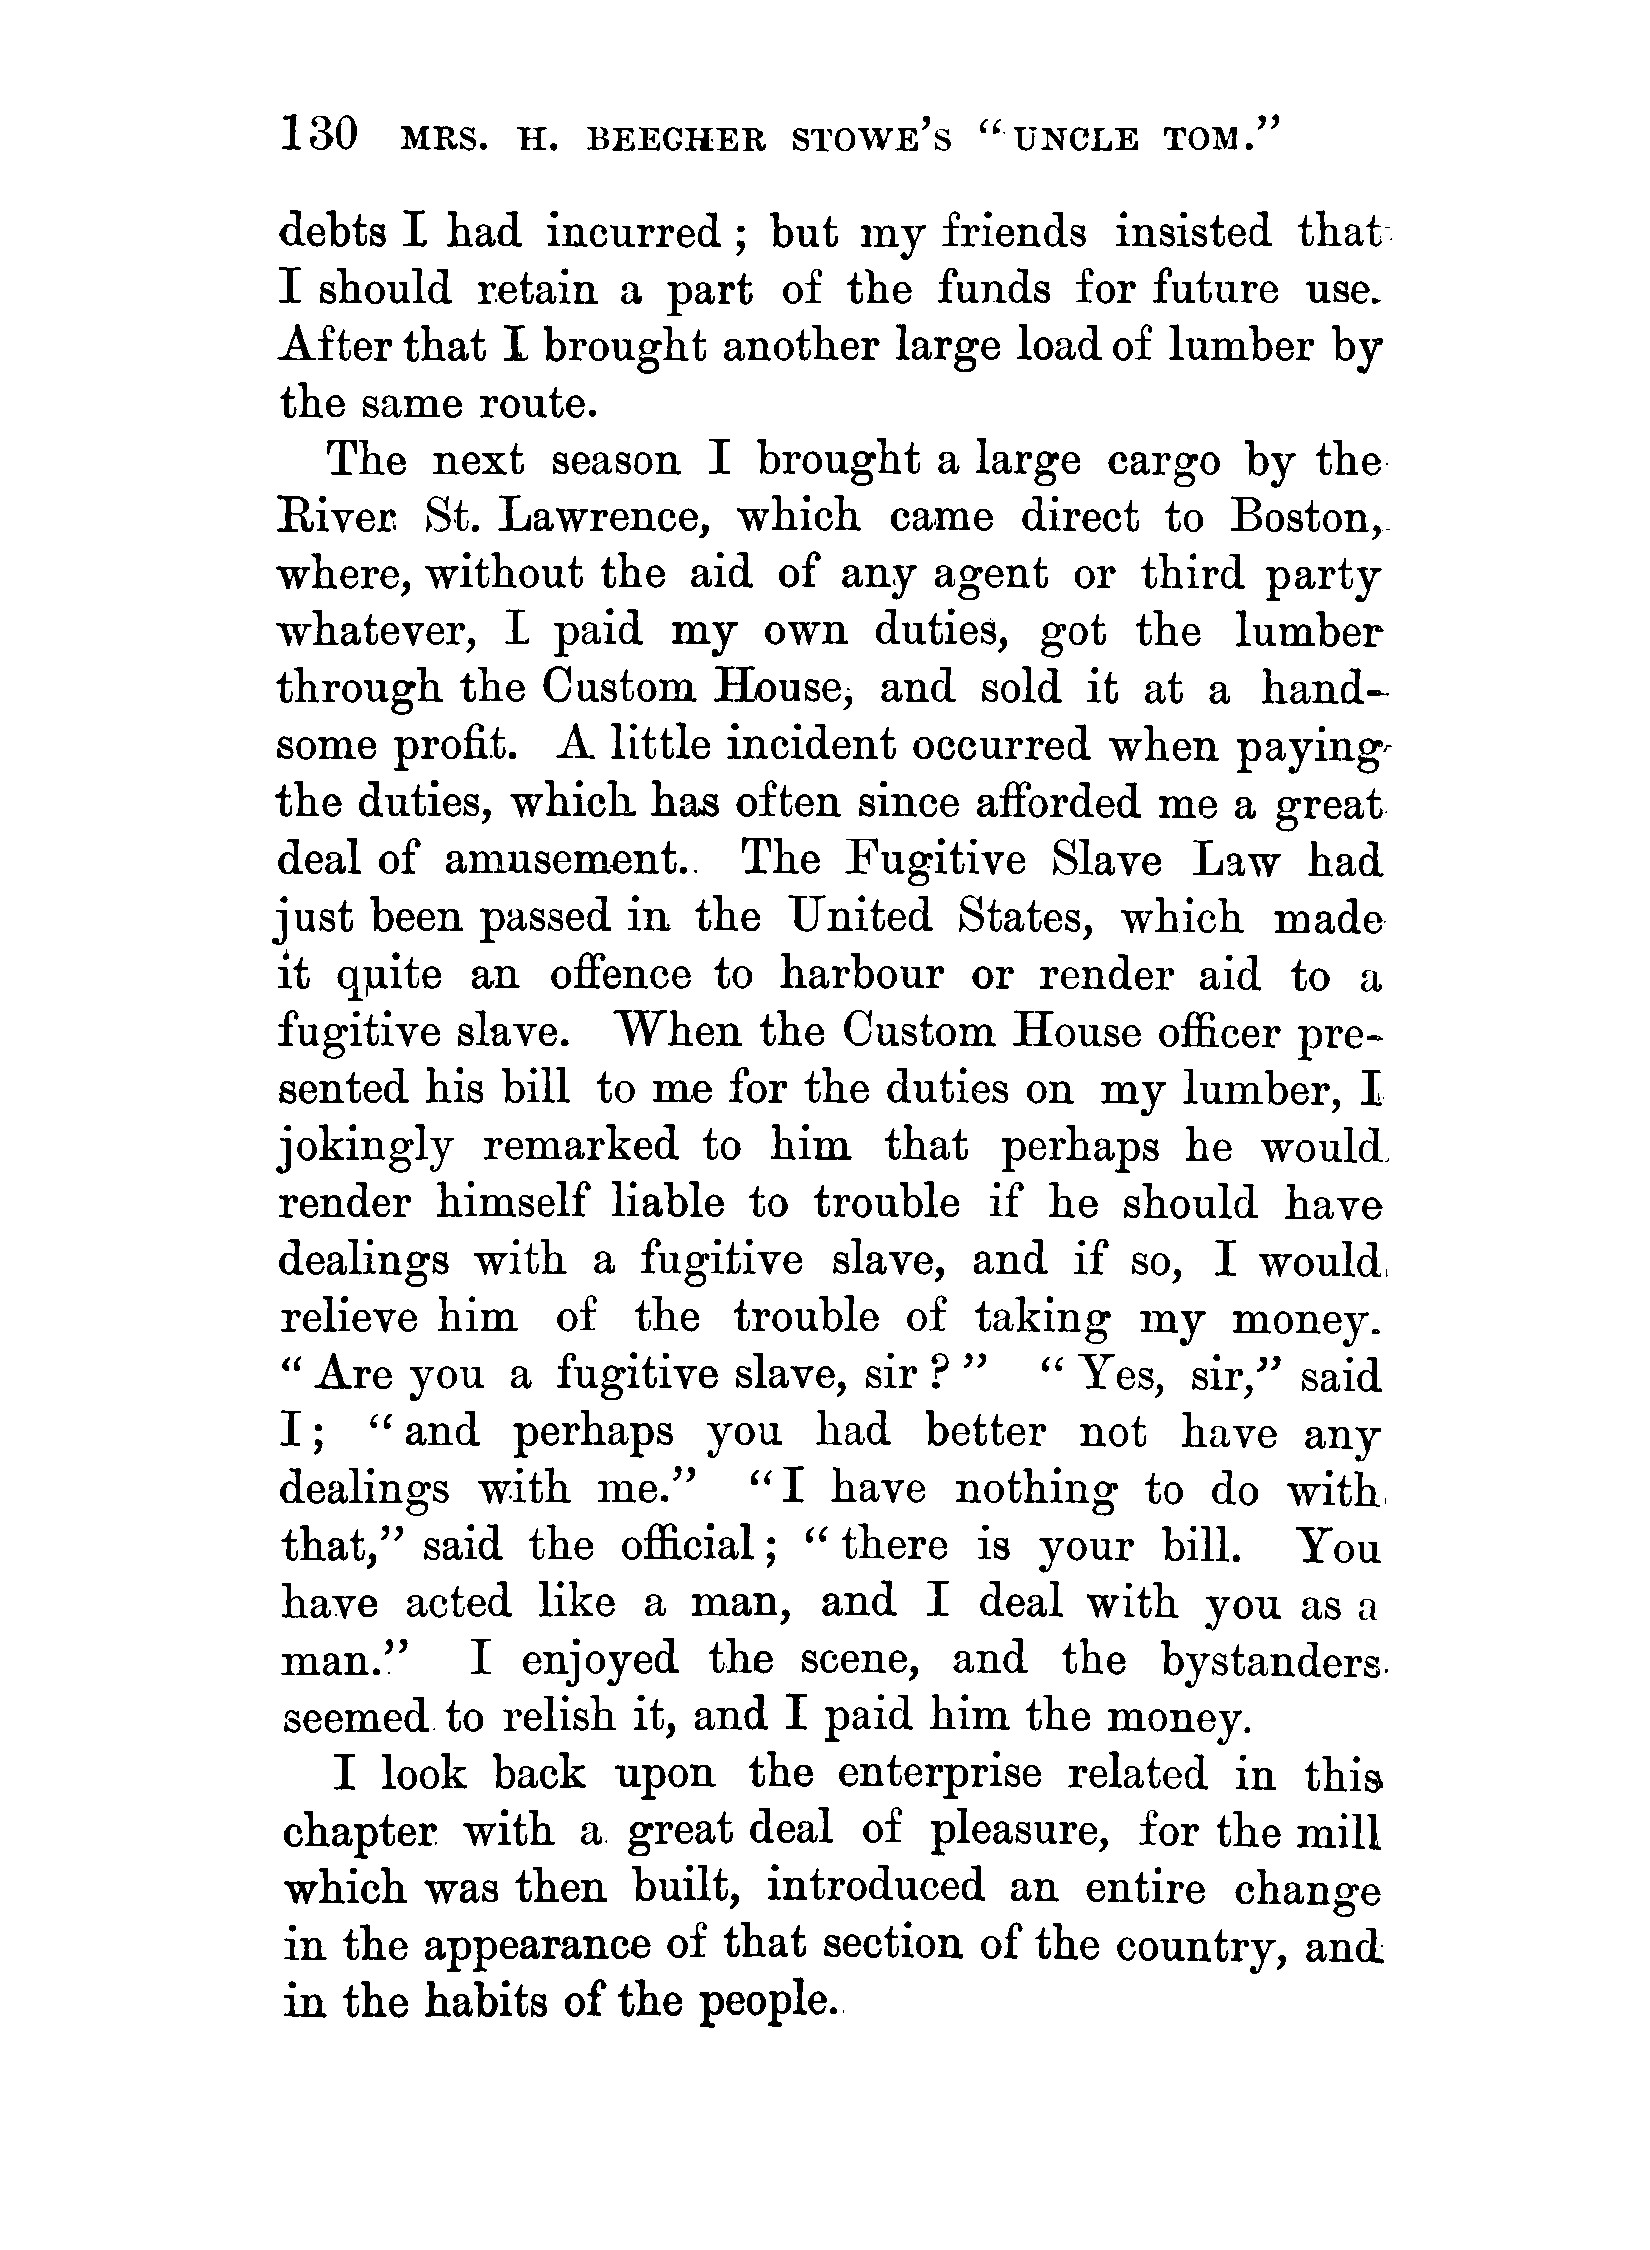 130 MRS. H. BEECHER STOWE'S “UNCLE TOM.”
debts I had incurred; but my friends insisted that
I should retain a part of the funds for future use.
After that I brought another large load of lumber by
the same route.
The next season I brought a large cargo by the
River St. Lawrence, which came direct to Boston,
where, without the aid of any agent or third party
whatever, I paid my own duties, got the lumber
through the Custom House, and sold it at a hand-
some profit. A little incident occurred when paying
the duties, which has often since afforded me a great
deal of amusement. The Fugitive Slave Law had
just been passed in the United States, which made
it quite an offence to harbour or render aid to a
fugitive slave. When the Custom House officer pre-
sented his bill to me for the duties on my lumber, I
jokingly remarked to him that perhaps he would
render himself liable to trouble if he should have
dealings with a fugitive slave, and if so, I would
relieve him of the trouble of taking my money.
“Are you a fugitive slave, sir?” “Yes, sir,” said
I; “and perhaps you had better not have any
dealings with me.” “I have nothing to do with
that,” said the official; “there is your bill. You
have acted like a man, and I deal with you as a
man.” I enjoyed the scene, and the bystanders
seemed to relish it, and I paid him the money.
I look back upon the enterprise related in this
chapter with a great deal of pleasure, for the mill
which was then built, introduced an entire change
in the appearance of that section of the country, and
in the habits of the people.